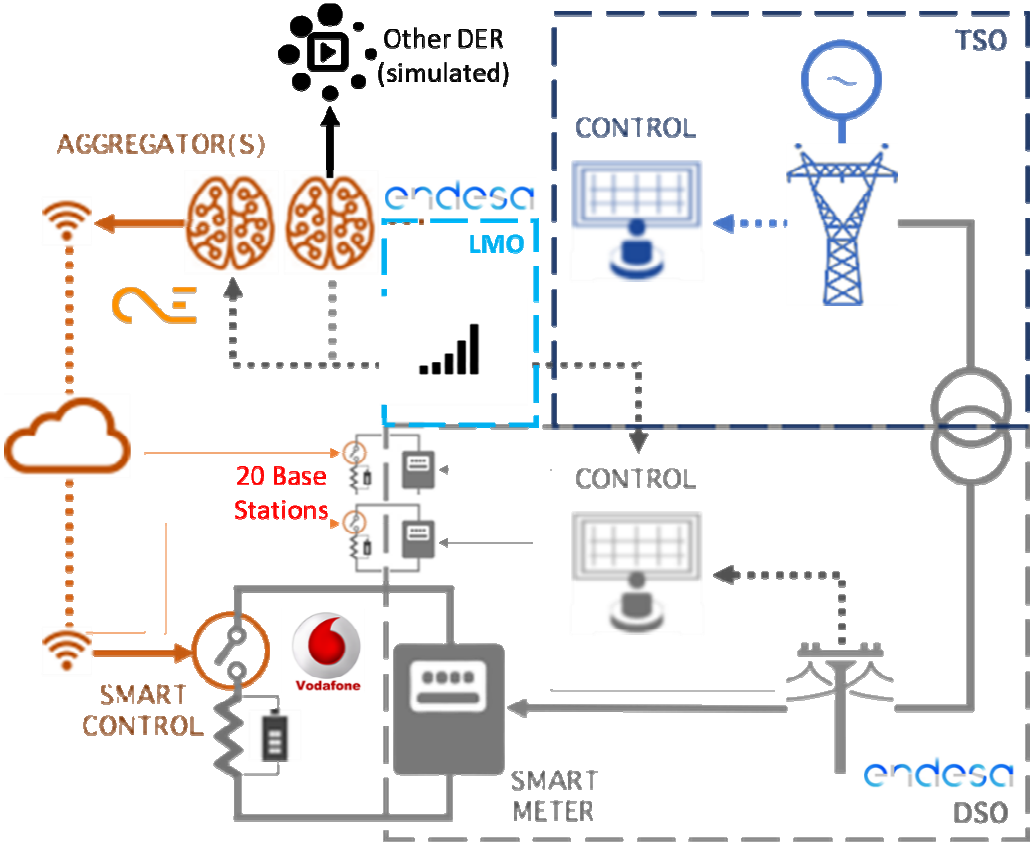 Other DER
(simulated)
TSO
AGGREGATOR(S)
CONTROL
endesa
LMO
20 Base
Stations
CONTROL
Vodafone
SMART
CONTROL
SMART
METER
endesa
DSO